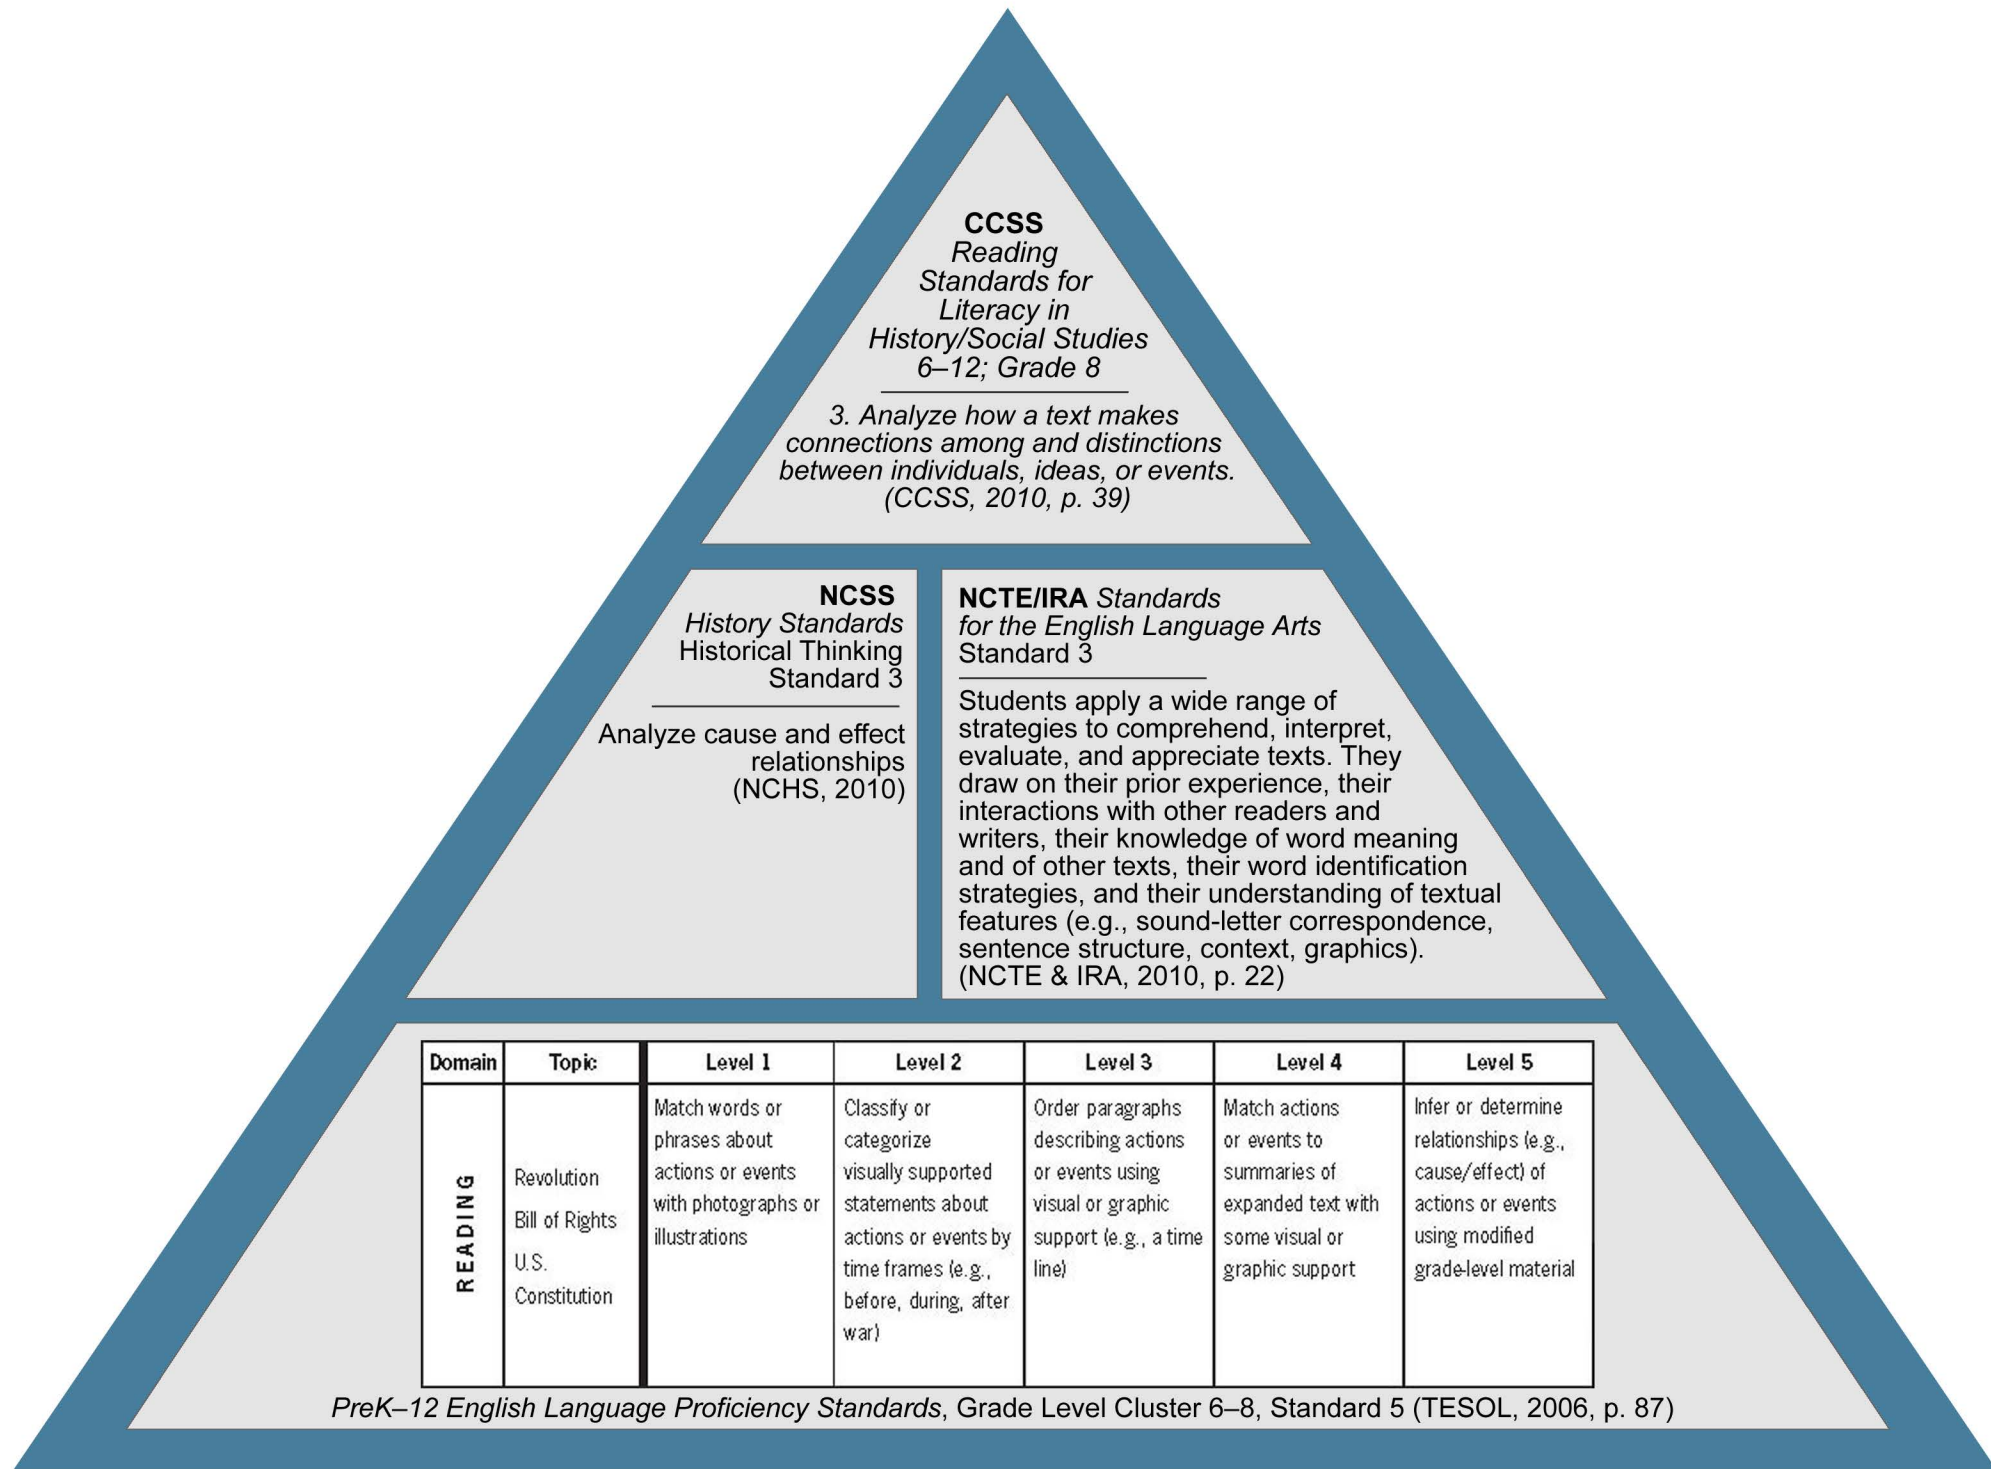 CCSS
Reading
Standards for
Literacy in
History/Social Studies
6–12; Grade 8
3. Analyze how a text makes
connections among and distinctions
between individuals, ideas, or events.
(CCSS, 2010, p. 39)
NCSS
History Standards
Historical Thinking
Standard 3
Analyze cause and effect
relationships
(NCHS, 2010)
NCTE/IRA Standards
for the English Language Arts
Standard 3
Students apply a wide range of
strategies to comprehend, interpret,
evaluate, and appreciate texts. They
draw on their prior experience, their
interactions with other readers and
writers, their knowledge of word meaning
and of other texts, their word identification
strategies, and their understanding of textual
features (e.g., sound-letter correspondence,
sentence structure, context, graphics).
(NCTE & IRA, 2010, p. 22)
Domain
Topic
Level 1
Level 2
Level 3
Level 4
Level 5
READING
Revolution
Bill of Rights
U.S.
Constitution
Match words or
phrases about
actions or events
with photographs or
illustrations
Classify or
categorize
visually supported
statements about
actions or events by
time frames (e.g.,
before, during, after
war)
Order paragraphs
describing actions
or events using
visual or graphic
support (e.g., a time
line)
Match actions
or events to
summaries of
expanded text with
some visual or
graphic support
Infer or determine
relationships (e.g.,
cause/effect) of
actions or events
using modified
grade-level material
PreK–12 English Language Proficiency Standards, Grade Level Cluster 6–8, Standard 5 (TESOL, 2006, p. 87)